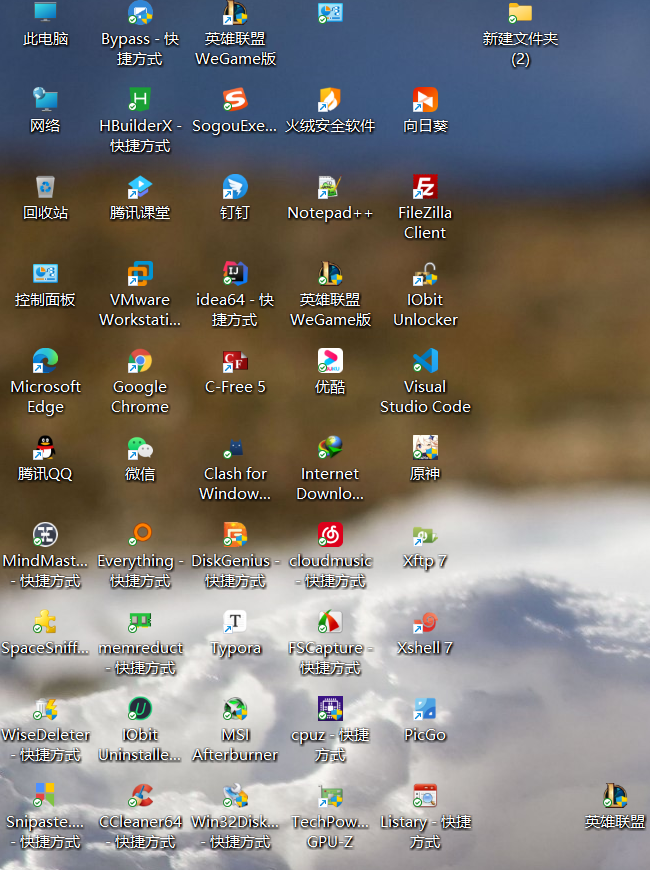 此电脑
Bypass - 快
捷方式
英雄联盟
WeGame版
新建文件夹
(2)
网络
HBuilderX -
快捷方式
SogouExe...
火绒安全软件
向日葵
回收站
腾讯课堂
钉钉
Notepad++
FileZilla
Client
控制面板
VMware
Workstati...
idea64 - 快
捷方式
英雄联盟
WeGame版
IObit
Unlocker
Microsoft
Edge
Google
Chrome
C-Free 5
优酷
Visual
Studio Code
腾讯QQ
微信
Clash for
Window...
Internet
Downlo...
原神
MindMast...
- 快捷方式
Everything -
快捷方式
DiskGenius -
快捷方式
cloudmusic
- 快捷方式
Xftp 7
SpaceSniff...
memreduct
- 快捷方式
Typora
FSCapture -
快捷方式
Xshell 7
WiseDeleter
- 快捷方式
IObit
Uninstalle...
MSI
Afterburner
cpuz - 快捷
方式
PicGo
Snipaste....
- 快捷方式
CCleaner64
- 快捷方式
Win32Disk...
- 快捷方式
TechPow...
GPU-Z
Listary - 快捷
方式
英雄联盟